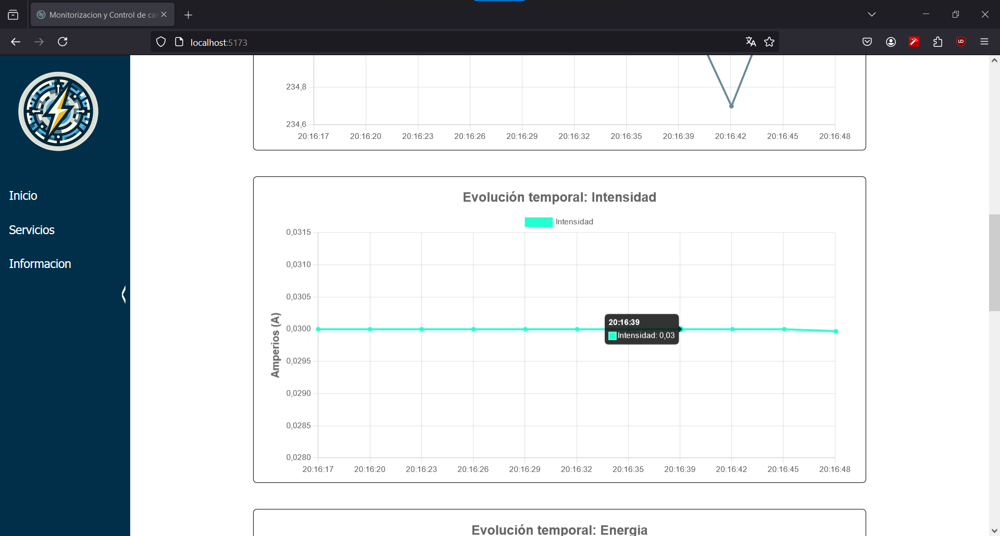 Monitorizacion y Control de car
localhost:5173
Inicio
Servicios
Informacion
234,8
234,6
20:16:17 20:16:20 20:16:23 20:16:26 20:16:29 20:16:32 20:16:35 20:16:39 20:16:42 20:16:45 20:16:48
Evolución temporal: Intensidad
Intensidad
Amperios (A)
0,0315
0,0310
0,0305
0,0300
0,0295
0,0290
0,0285
0,0280
20:16:39
Intensidad: 0,03
20:16:17 20:16:20 20:16:23 20:16:26 20:16:29 20:16:32 20:16:35 20:16:39 20:16:42 20:16:45 20:16:48
Evolución temporal: Energia